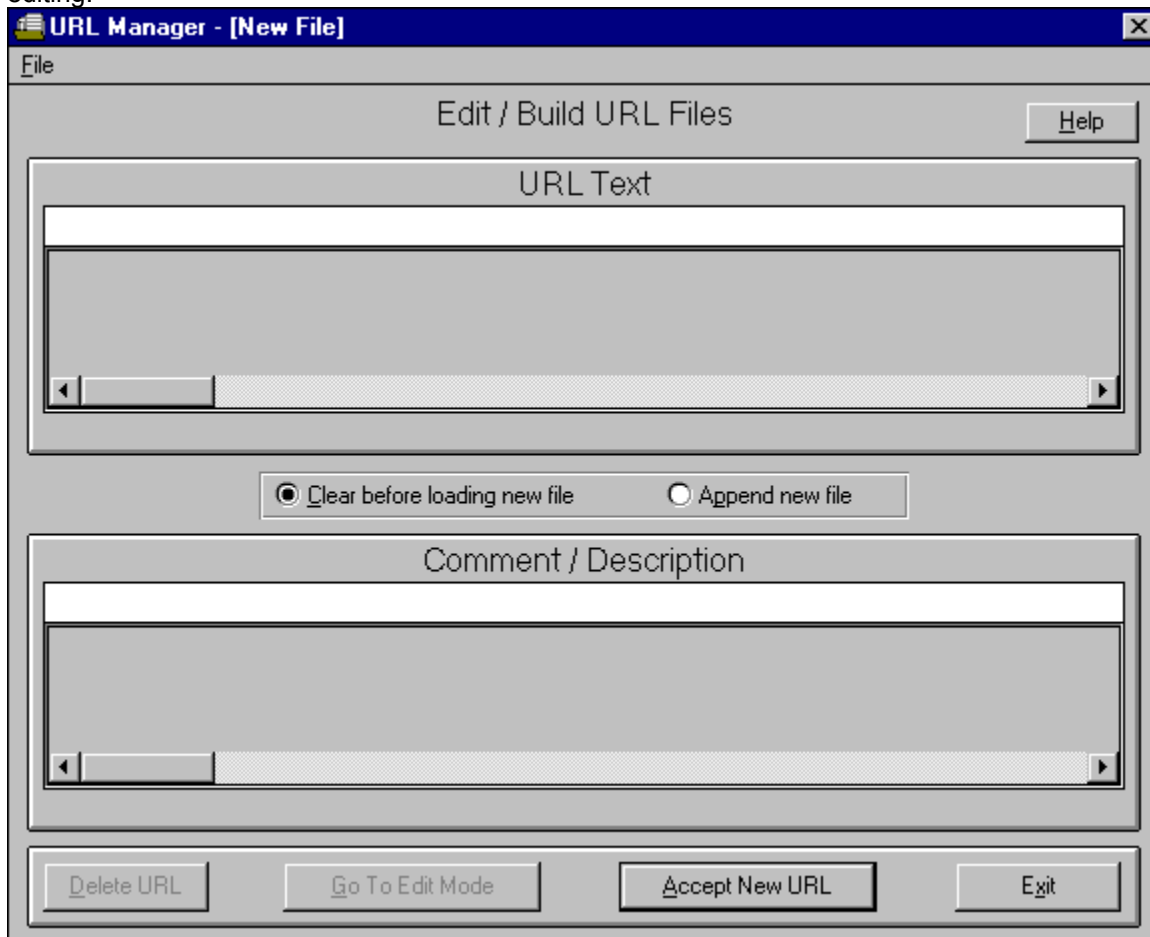 editing.
URL Manager - [New File]
File
Edit / Build URL Files
Help
URL Text
Clear before loading new file Append new file
Comment / Description
Delete URL Go To Edit Mode Accept New URL Exit